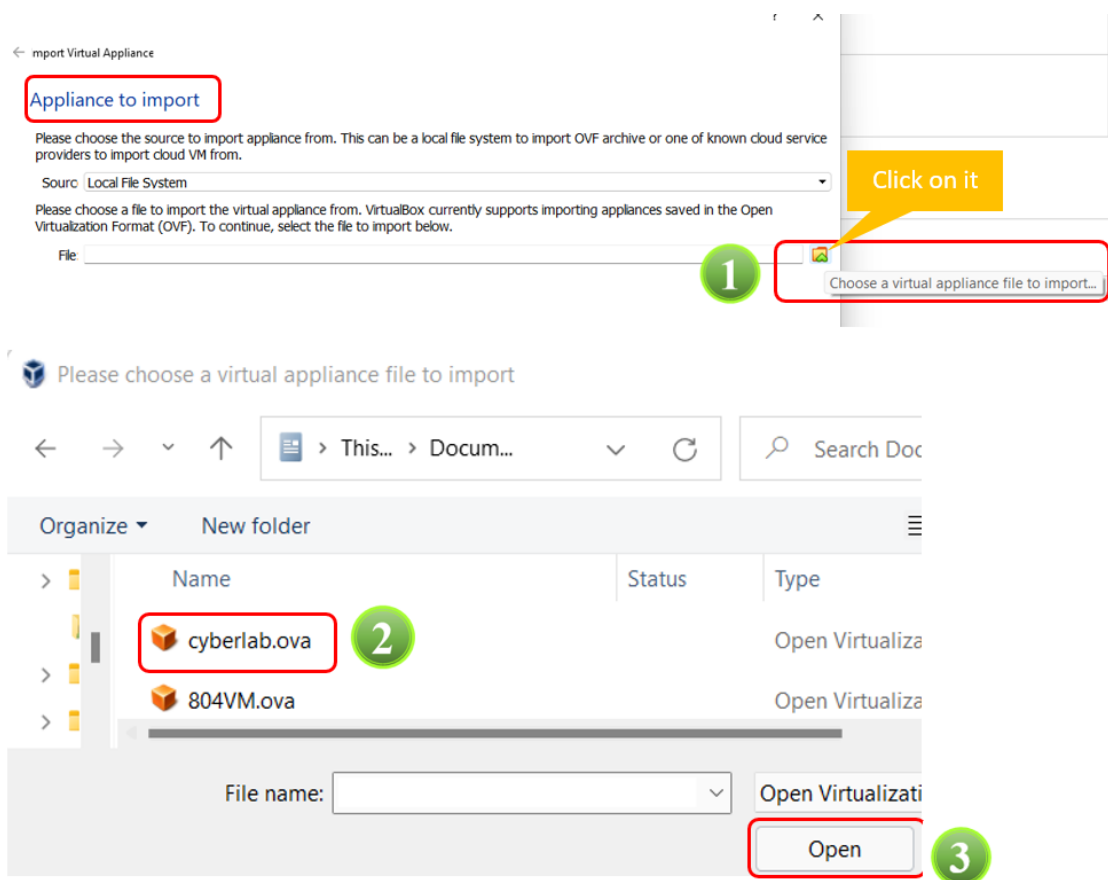 ? X
mport Virtual Appliance
Appliance to import
Please choose the source to import appliance from. This can be a local file system to import OVF archive or one of known cloud service
providers to import cloud VM from.
Sourc Local File System
Click on it
Please choose a file to import the virtual appliance from. VirtualBox currently supports importing appliances saved in the Open
Virtualization Format (OVF). To continue, select the file to import below.
File
1
Choose a virtual appliance file to import...
Please choose a virtual appliance file to import
This... > Docum...
Search Doc
Organize
New folder
Name Status Type
cyberlab.ova 2 Open Virtualiza
804VM.ova Open Virtualiza
File name: Open Virtualizati
Open 3